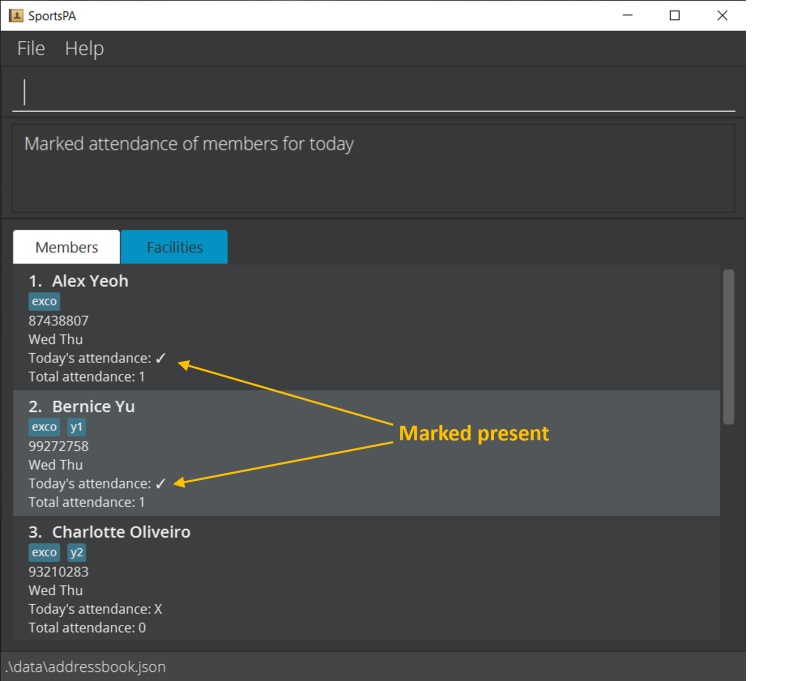 SportsPA
File Help
Marked attendance of members for today
Members Facilities
1. Alex Yeoh
exco
87438807
Wed Thu
Today's attendance: ✓
Total attendance: 1
2. Bernice Yu
exco y1
99272758
Wed Thu
Today's attendance: ✓
Total attendance: 1
Marked present
3. Charlotte Oliveiro
exco y2
93210283
Wed Thu
Today's attendance: X
Total attendance: 0
.\data\addressbook.json